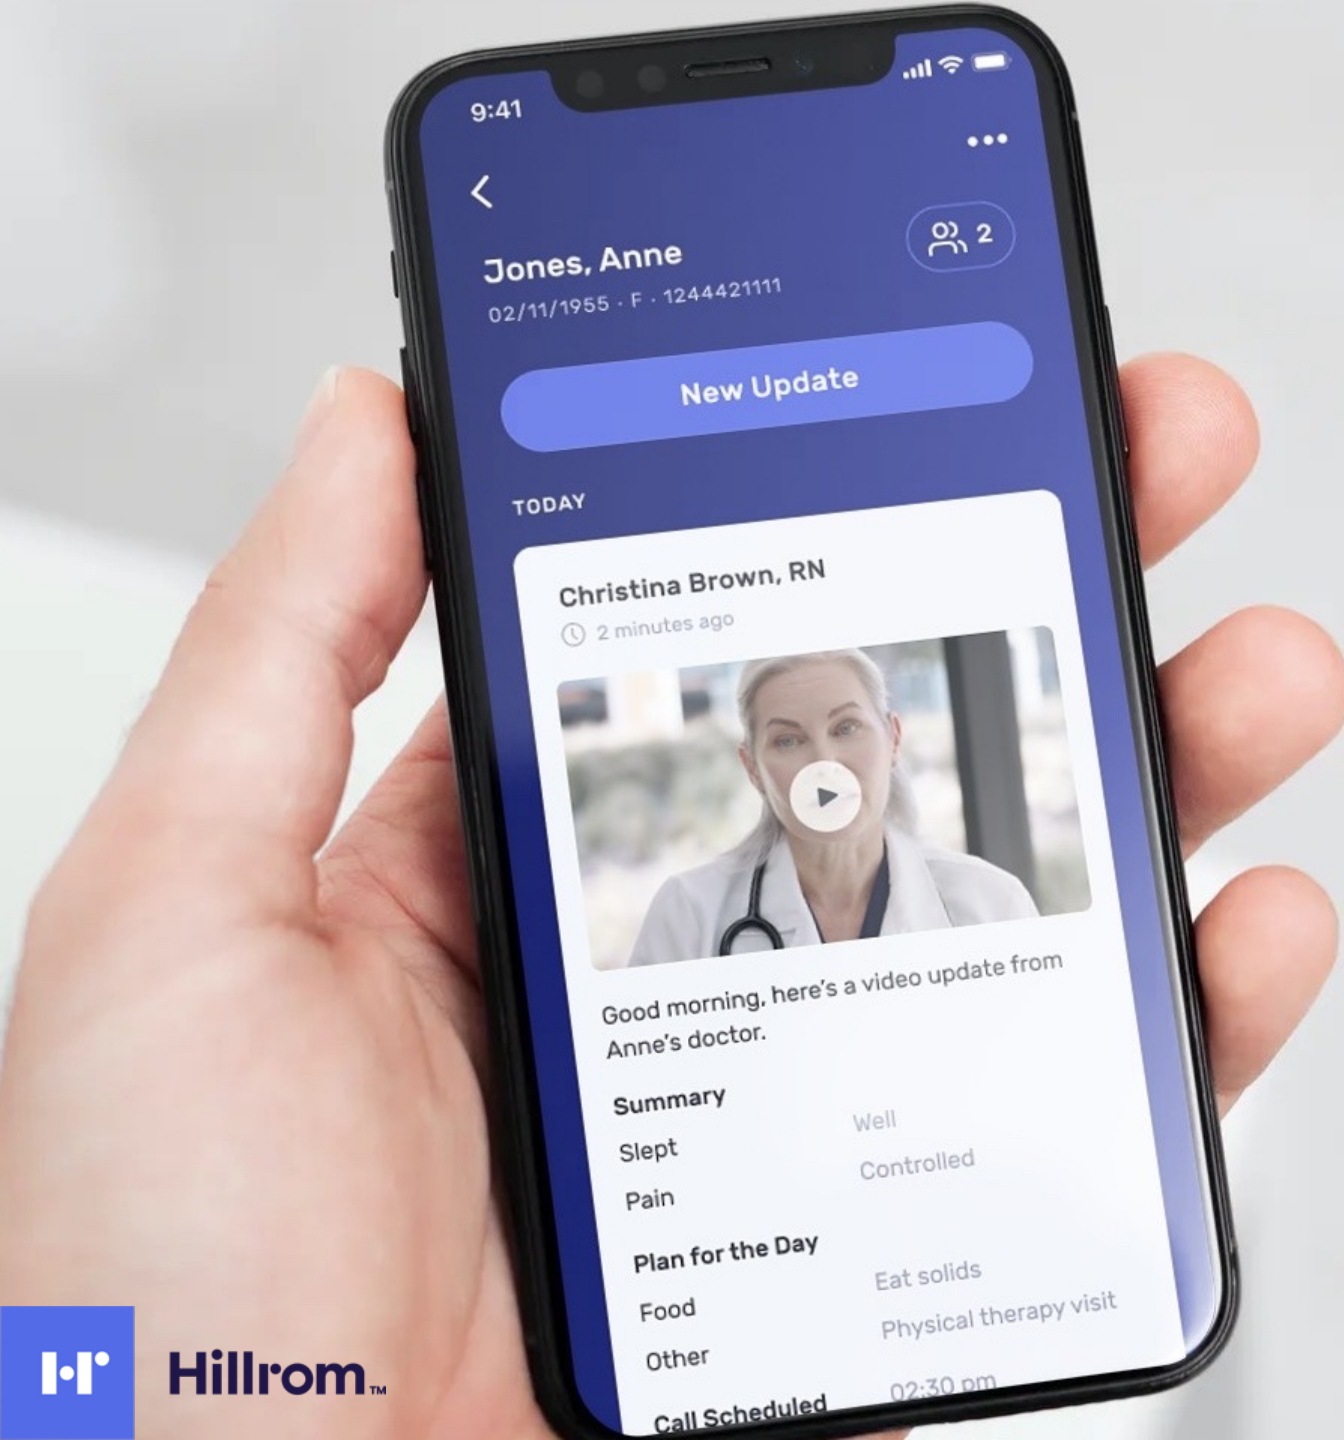 9:41
Jones, Anne
2
02/11/1955 · F · 1244421111
New Update
TODAY
Christina Brown, RN
2 minutes ago
Good morning, here's a video update from
Anne's doctor.
Summary
Slept Well
Pain Controlled
Plan for the Day
Food Eat solids
Other Physical therapy visit
Call Scheduled 02:30 pm
Hillrom™